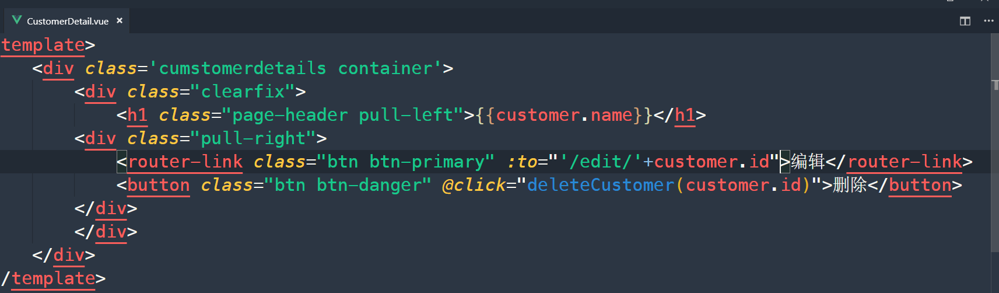 CustomerDetail.vue ×
template>
<div class='cumstomerdetails container'>
<div class="clearfix">
<h1 class="page-header pull-left">{{customer.name}}</h1>
<div class="pull-right">
<router-link class="btn btn-primary" :to="'/edit/'+customer.id">编辑</router-link>
<button class="btn btn-danger" @click="deleteCustomer(customer.id)">删除</button>
</div>
</div>
</div>
/template>